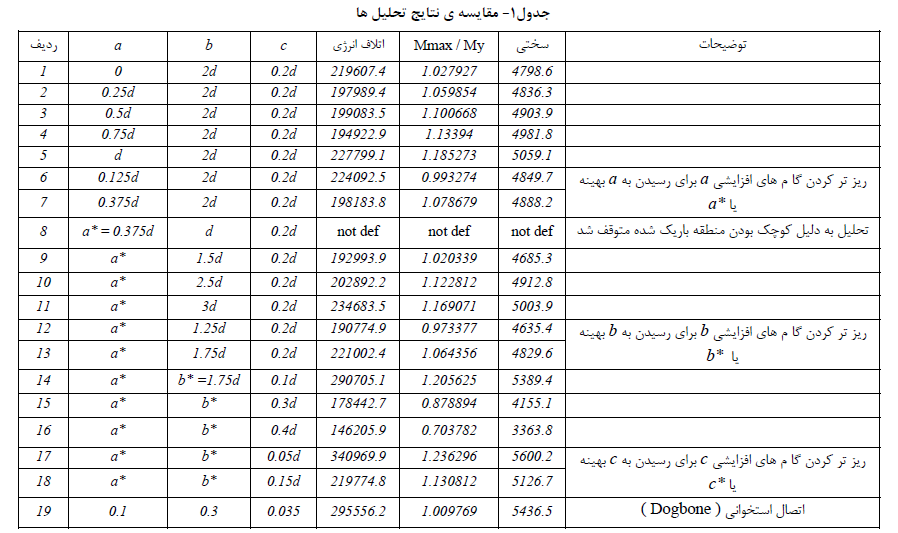 جدول1- مقایسه ی نتایج تحلیل ها
ردیف a b c اتلاف انرژی Mmax / My سختی توضیحات
1 0 2d 0.2d 219607.4 1.027927 4798.6
2 0.25d 2d 0.2d 197989.4 1.059854 4836.3
3 0.5d 2d 0.2d 199083.5 1.100668 4903.9
4 0.75d 2d 0.2d 194922.9 1.13394 4981.8
5 d 2d 0.2d 227799.1 1.185273 5059.1
6 0.125d 2d 0.2d 224092.5 0.993274 4849.7 ریز تر کردن گا م های افزایشی a برای رسیدن به a بهینه
7 0.375d 2d 0.2d 198183.8 1.078679 4888.2 یا a*
8 a* = 0.375d d 0.2d not def not def not def تحلیل به دلیل کوچک بودن منطقه باریک شده متوقف شد
9 a* 1.5d 0.2d 192993.9 1.020339 4685.3
10 a* 2.5d 0.2d 202892.2 1.122812 4912.8
11 a* 3d 0.2d 234683.5 1.169071 5003.9
12 a* 1.25d 0.2d 190774.9 0.973377 4635.4 ریز تر کردن گا م های افزایشی b برای رسیدن به b بهینه
13 a* 1.75d 0.2d 221002.4 1.064356 4829.6 یا b*
14 a* b* =1.75d 0.1d 290705.1 1.205625 5389.4
15 a* b* 0.3d 178442.7 0.878894 4155.1
16 a* b* 0.4d 146205.9 0.703782 3363.8
17 a* b* 0.05d 340969.9 1.236296 5600.2 ریز تر کردن گا م های افزایشی c برای رسیدن به c بهینه
18 a* b* 0.15d 219774.8 1.130812 5126.7 یا c*
19 0.1 0.3 0.035 295556.2 1.009769 5436.5 اتصال استخوانی ( Dogbone )